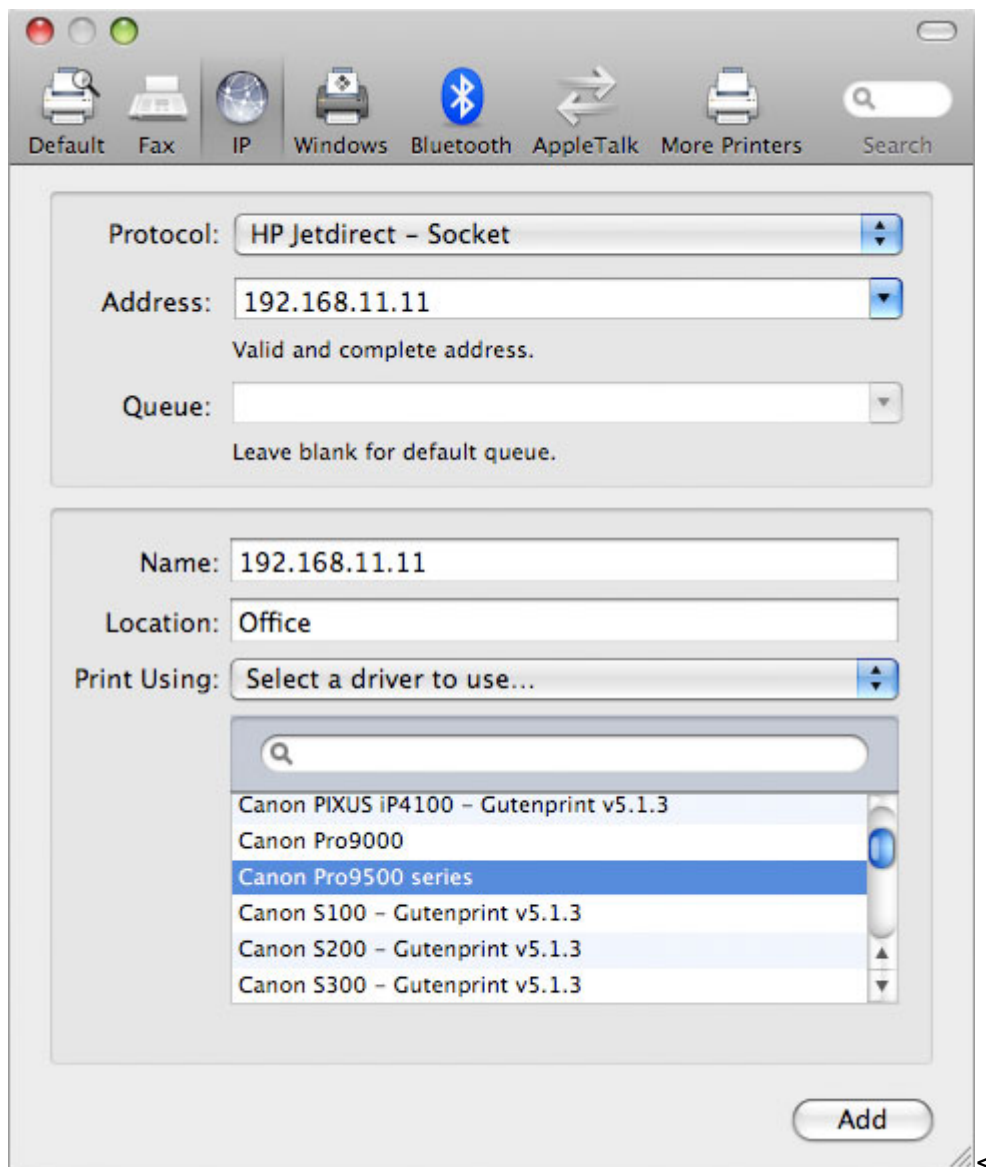 Default Fax IP Windows Bluetooth AppleTalk More Printers Search
Protocol: HP Jetdirect – Socket
Address: 192.168.11.11
Valid and complete address.
Queue:
Leave blank for default queue.
Name: 192.168.11.11
Location: Office
Print Using: Select a driver to use...
Canon PIXUS iP4100 – Gutenprint v5.1.3
Canon Pro9000
Canon Pro9500 series
Canon S100 – Gutenprint v5.1.3
Canon S200 – Gutenprint v5.1.3
Canon S300 – Gutenprint v5.1.3
Add
<